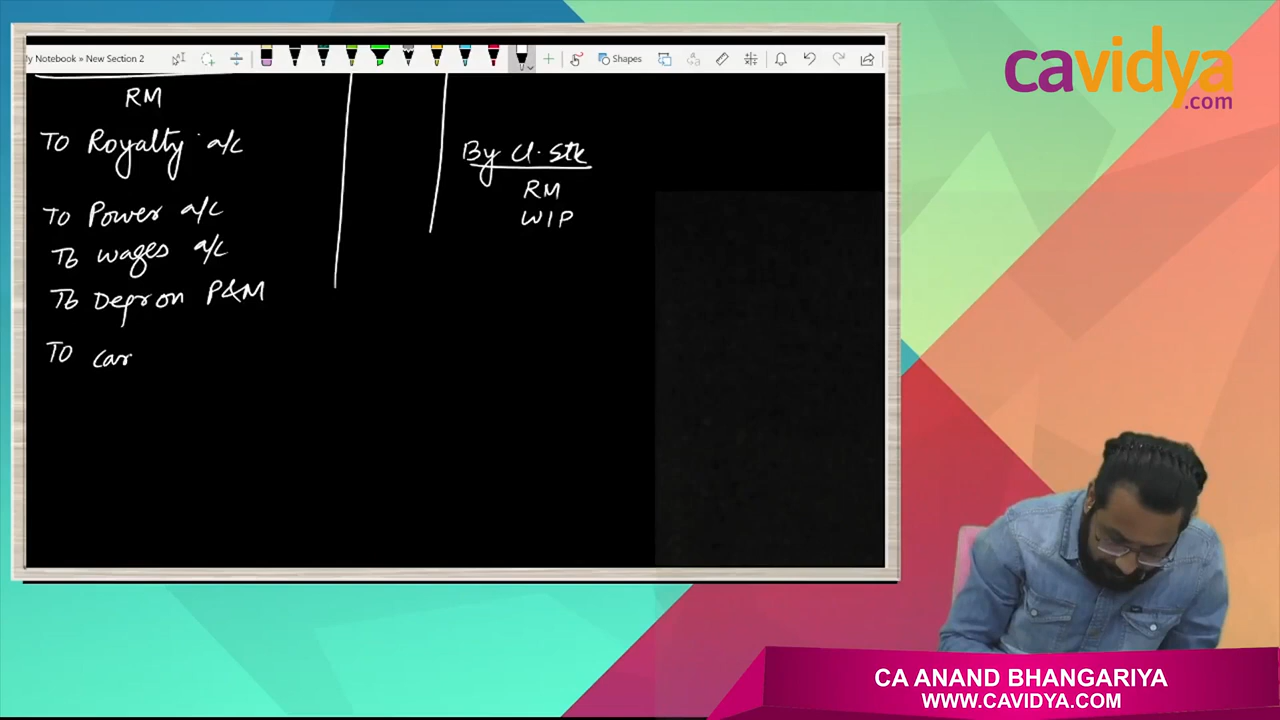 cavidya
.com
y Notebook » New Section 2
Shapes
RM
To Royalty a/c
To Power a/c
To wages a/c
To Depr on P&M
To car
By Cl. Stk
RM
WIP
CA ANAND BHANGARIYA
WWW.CAVIDYA.COM